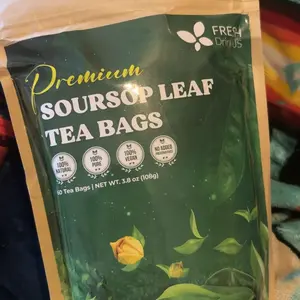 FRESH
DrinkUS
Premium
SOURSOP LEAF
TEA BAGS
100%
NATURAL
100%
PURE
100%
VEGAN
NO ADDED
Tea Bags | NET WT. 3.8 oz (108g)